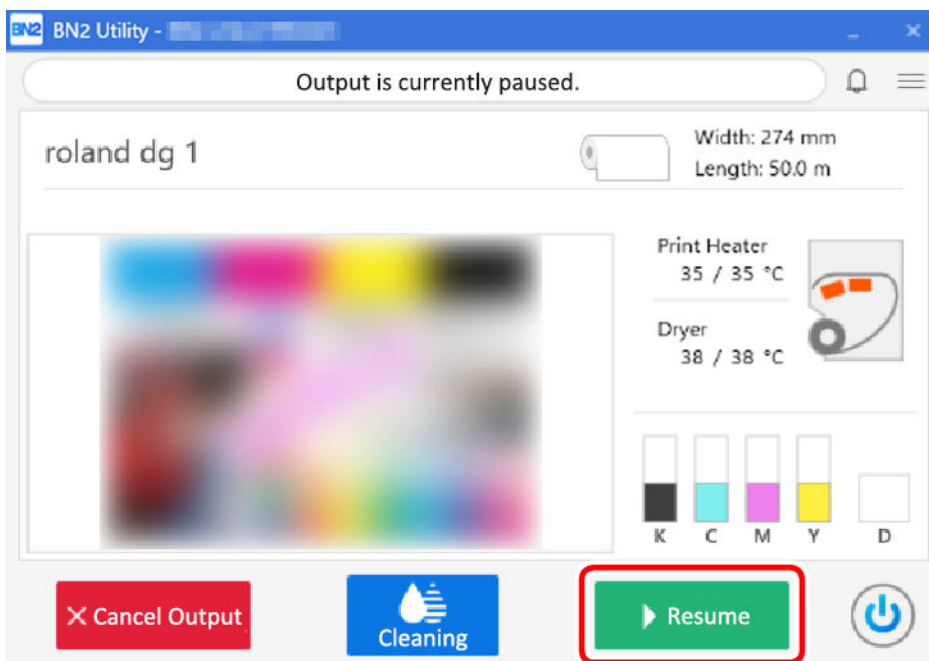 BN2 BN2 Utility -
Output is currently paused.
roland dg 1
Width: 274 mm
Length: 50.0 m
Print Heater
35 / 35 °C
Dryer
38 / 38 °C
K C M Y D
Cancel Output
Cleaning
Resume